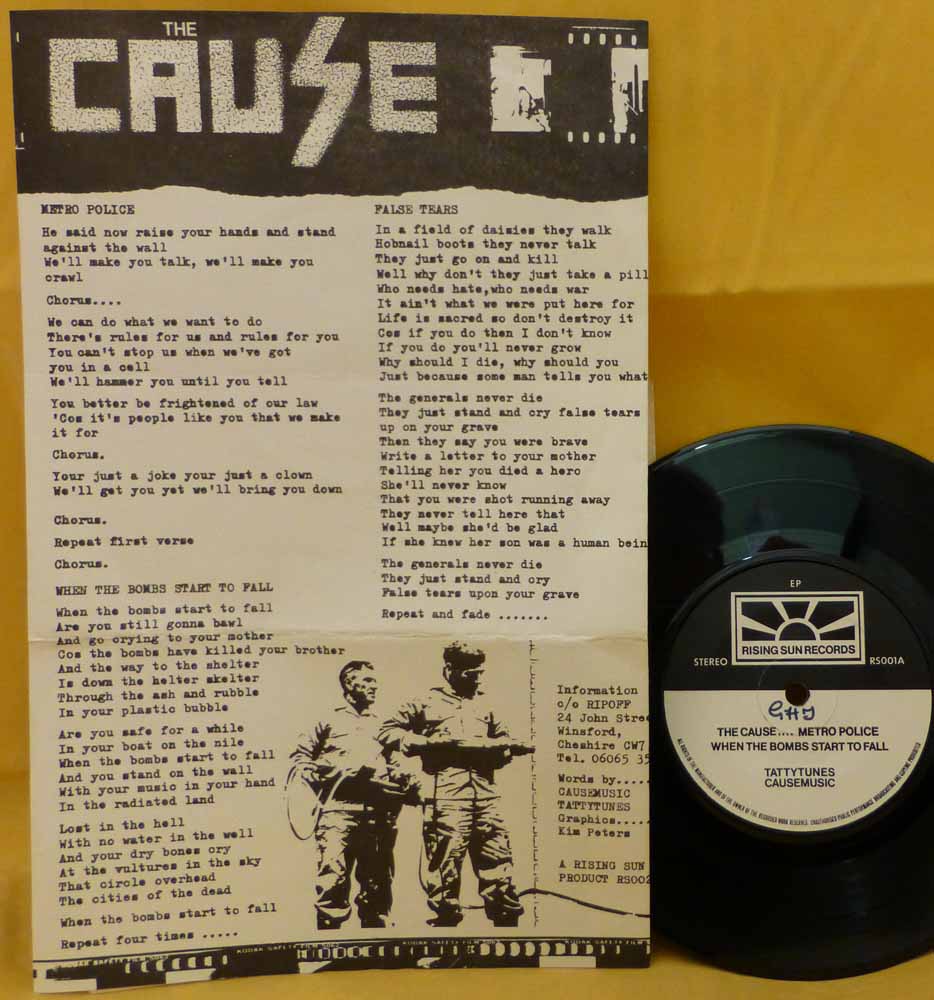 THE
CAUSE
METRO POLICE
He said now raise your hands and stand
against the wall
We'll make you talk, we'll make you
crawl
Chorus....
We can do what we want to do
There's rules for us and rules for you
You can't stop us when we've got
you in a cell
We'll hammer you until you tell
You better be frightened of our law
'Cos it's people like you that we make
it for
Chorus.
Your just a joke your just a clown
We'll get you yet we'll bring you down
Chorus.
Repeat first verse
Chorus.
WHEN THE BOMBS START TO FALL
When the bombs start to fall
Are you still gonna bawl
And go crying to your mother
Cos the bombs have killed your brother
And the way to the shelter
Is down the helter skelter
Through the ash and rubble
In your plastic bubble
Are you safe for a while
In your boat on the nile
When the bombs start to fall
And you stand on the wall
With your music in your hand
In the radiated land
Lost in the hell
With no water in the well
And your dry bones cry
At the vultures in the sky
That circle overhead
The cities of the dead
When the bombs start to fall
Repeat four times .....
FALSE TEARS
In a field of daisies they walk
Hobnail boots they never talk
They just go on and kill
Well why don't they just take a pill
Who needs hate,who needs war
It ain't what we were put here for
Life is sacred so don't destroy it
Cos if you do then I don't know
If you do you'll never grow
Why should I die, why should you
Just because some man tells you what
The generals never die
They just stand and cry false tears
up on your grave
Then they say you were brave
Write a letter to your mother
Telling her you died a hero
She'll never know
That you were shot running away
They never tell here that
Well maybe she'd be glad
If she knew her son was a human bein
The generals never die
They just stand and cry
False tears upon your grave
Repeat and fade .......
Information
c/o RIPOFF
24 John Stree
Winsford,
Cheshire CW7
Tel. 06065 35
Words by.....
CAUSEMUSIC
TATTYTUNES
Graphics.....
Kim Peters
A RISING SUN
PRODUCT RS002
KODAK SAFETY FILM 5062
KODAK SAFETY FILM
EP
RISING SUN RECORDS
STEREO
RS001A
THE CAUSE.... METRO POLICE
WHEN THE BOMBS START TO FALL
TATTYTUNES
CAUSEMUSIC